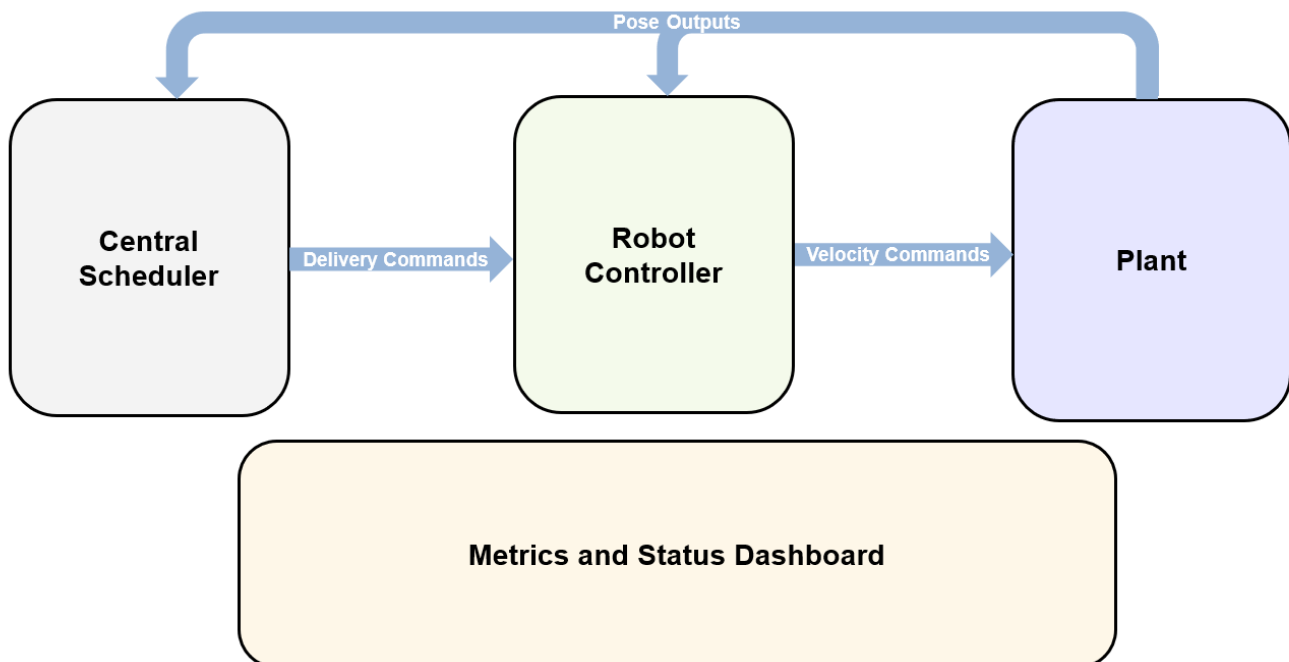 Pose Outputs
Central
Scheduler
Delivery Commands
Robot
Controller
Velocity Commands
Plant
Metrics and Status Dashboard